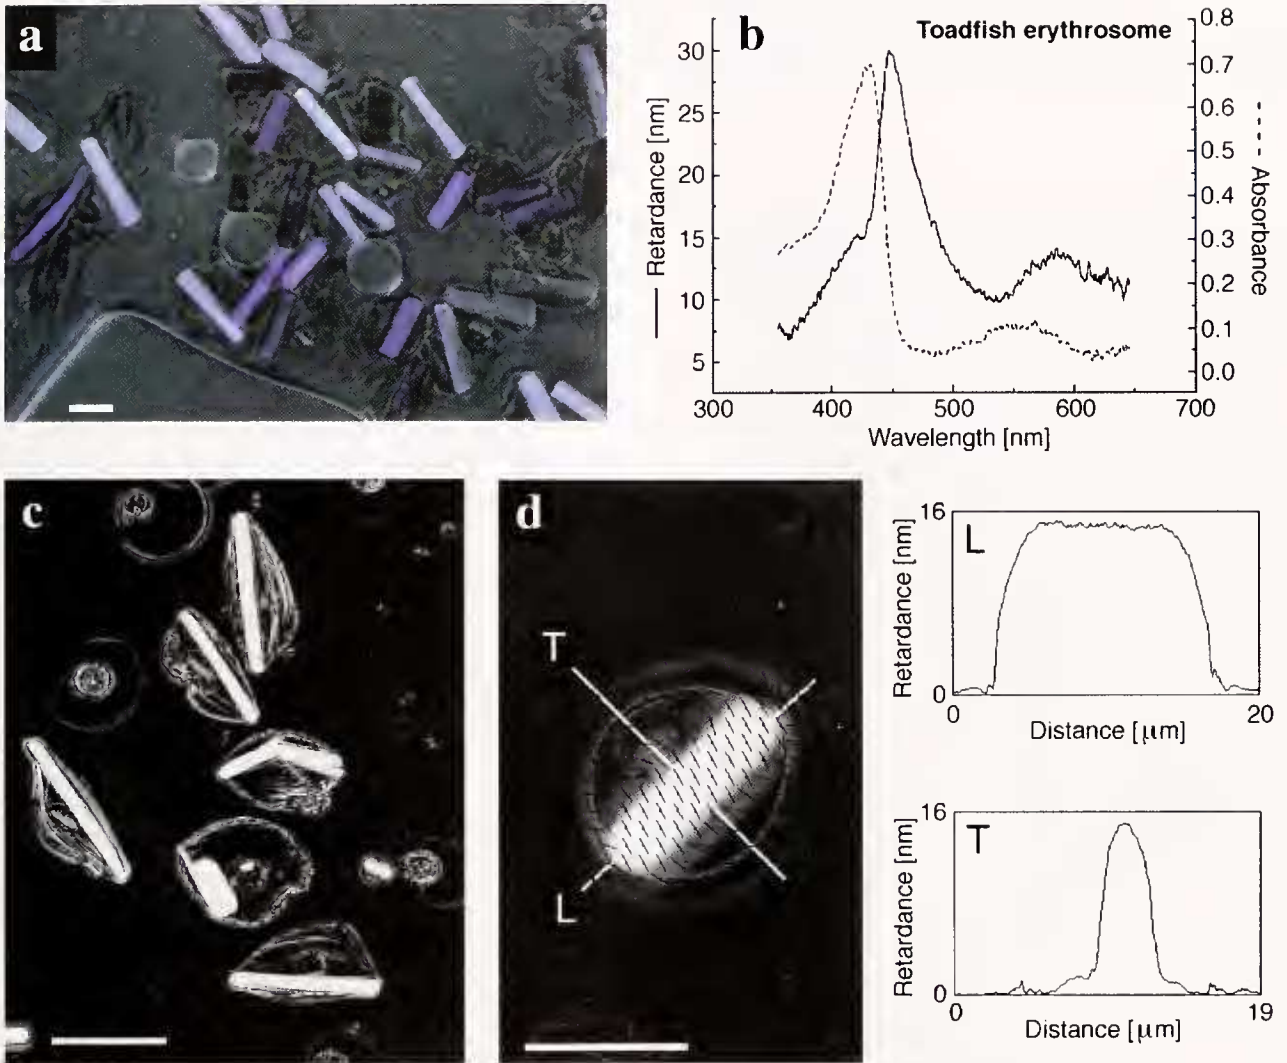 a
b
Toadfish erythrosome
Retardance [nm]
30
25
20
15
10
5
0.8
0.7
0.6
0.5
0.4
0.3
0.2
0.1
0.0
Absorbance
300
400
500
600
700
Wavelength [nm]
c
d
T
L
L
16
0
Retardance [nm]
0
20
Distance [µm]
T
16
0
Retardance [nm]
0
19
Distance [µm]